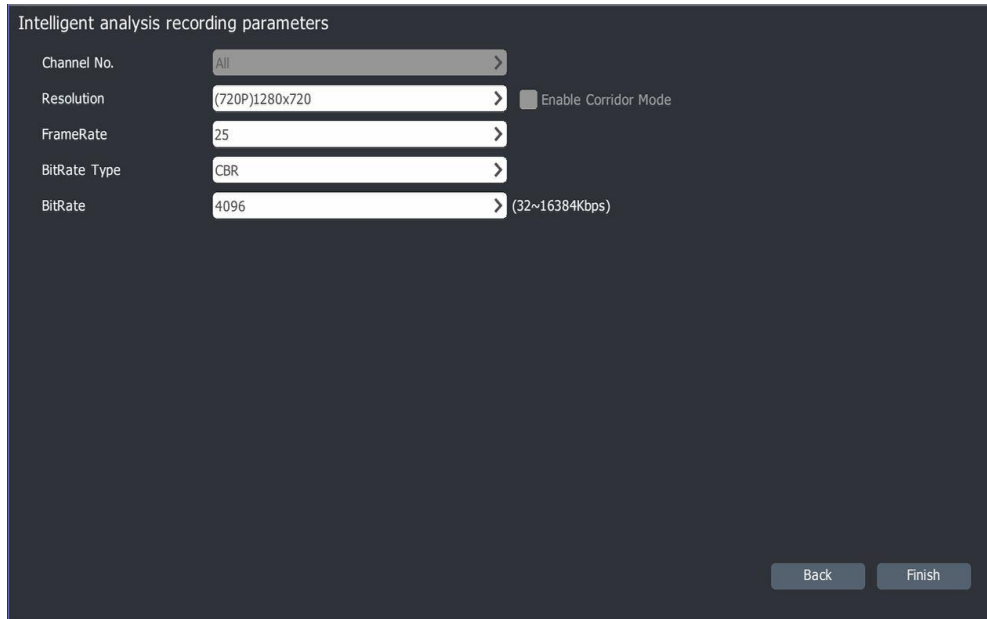 Intelligent analysis recording parameters
Channel No. All
Resolution (720P)1280x720 Enable Corridor Mode
FrameRate 25
BitRate Type CBR
BitRate 4096 (32~16384Kbps)
Back Finish